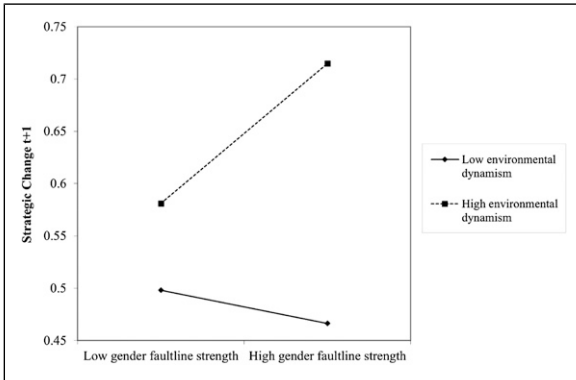 0.75
0.7
0.65
0.6
0.55
0.5
0.45
Strategic Change t+1
Low gender faultline strength
High gender faultline strength
Low environmental
dynamism
High environmental
dynamism